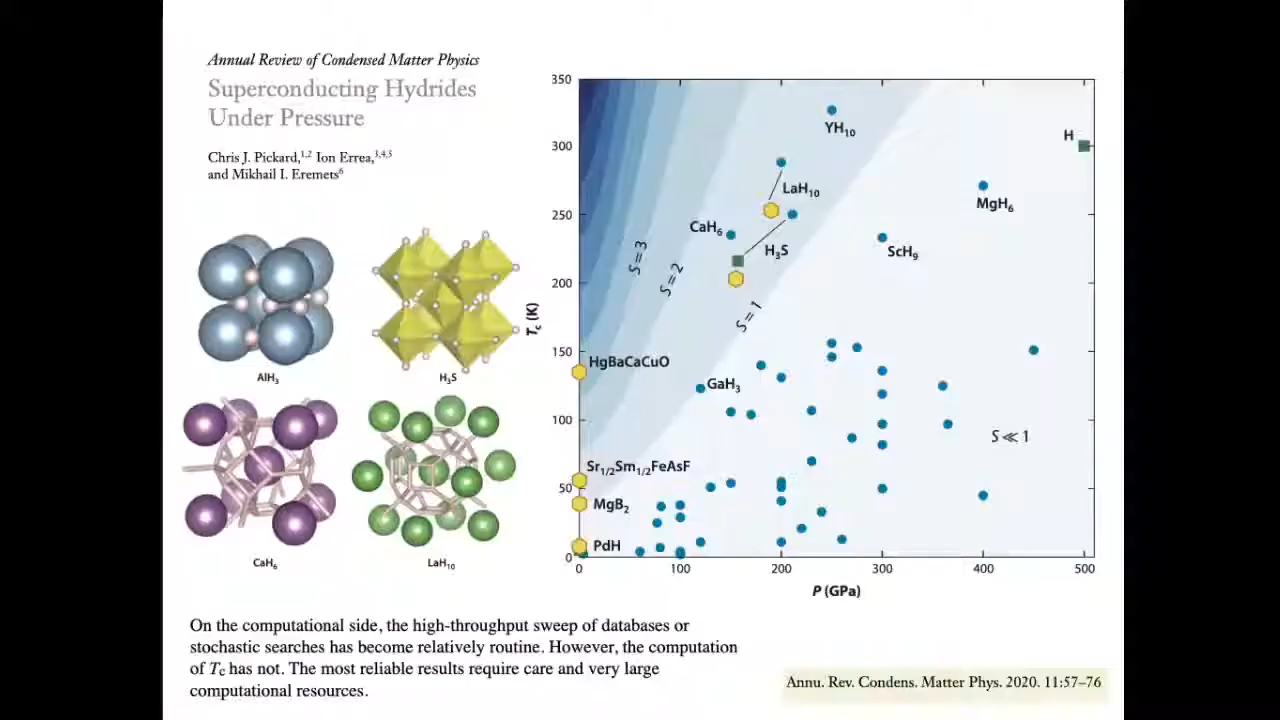 Annual Review of Condensed Matter Physics
Superconducting Hydrides
Under Pressure
Chris J. Pickard,1,2 Ion Errea,3,4,5
and Mikhail I. Eremets6
AlH3
H3S
CaH6
LaH10
350
300
250
200
150
100
50
0
Tc (K)
0
100
200
300
400
500
P (GPa)
YH10
H
LaH10
MgH6
CaH6
H3S
ScH9
S = 3
S = 2
S = 1
HgBaCaCuO
GaH3
S ≪ 1
Sr1/2Sm1/2FeAsF
MgB2
PdH
On the computational side, the high-throughput sweep of databases or
stochastic searches has become relatively routine. However, the computation
of Tc has not. The most reliable results require care and very large
computational resources.
Annu. Rev. Condens. Matter Phys. 2020. 11:57–76